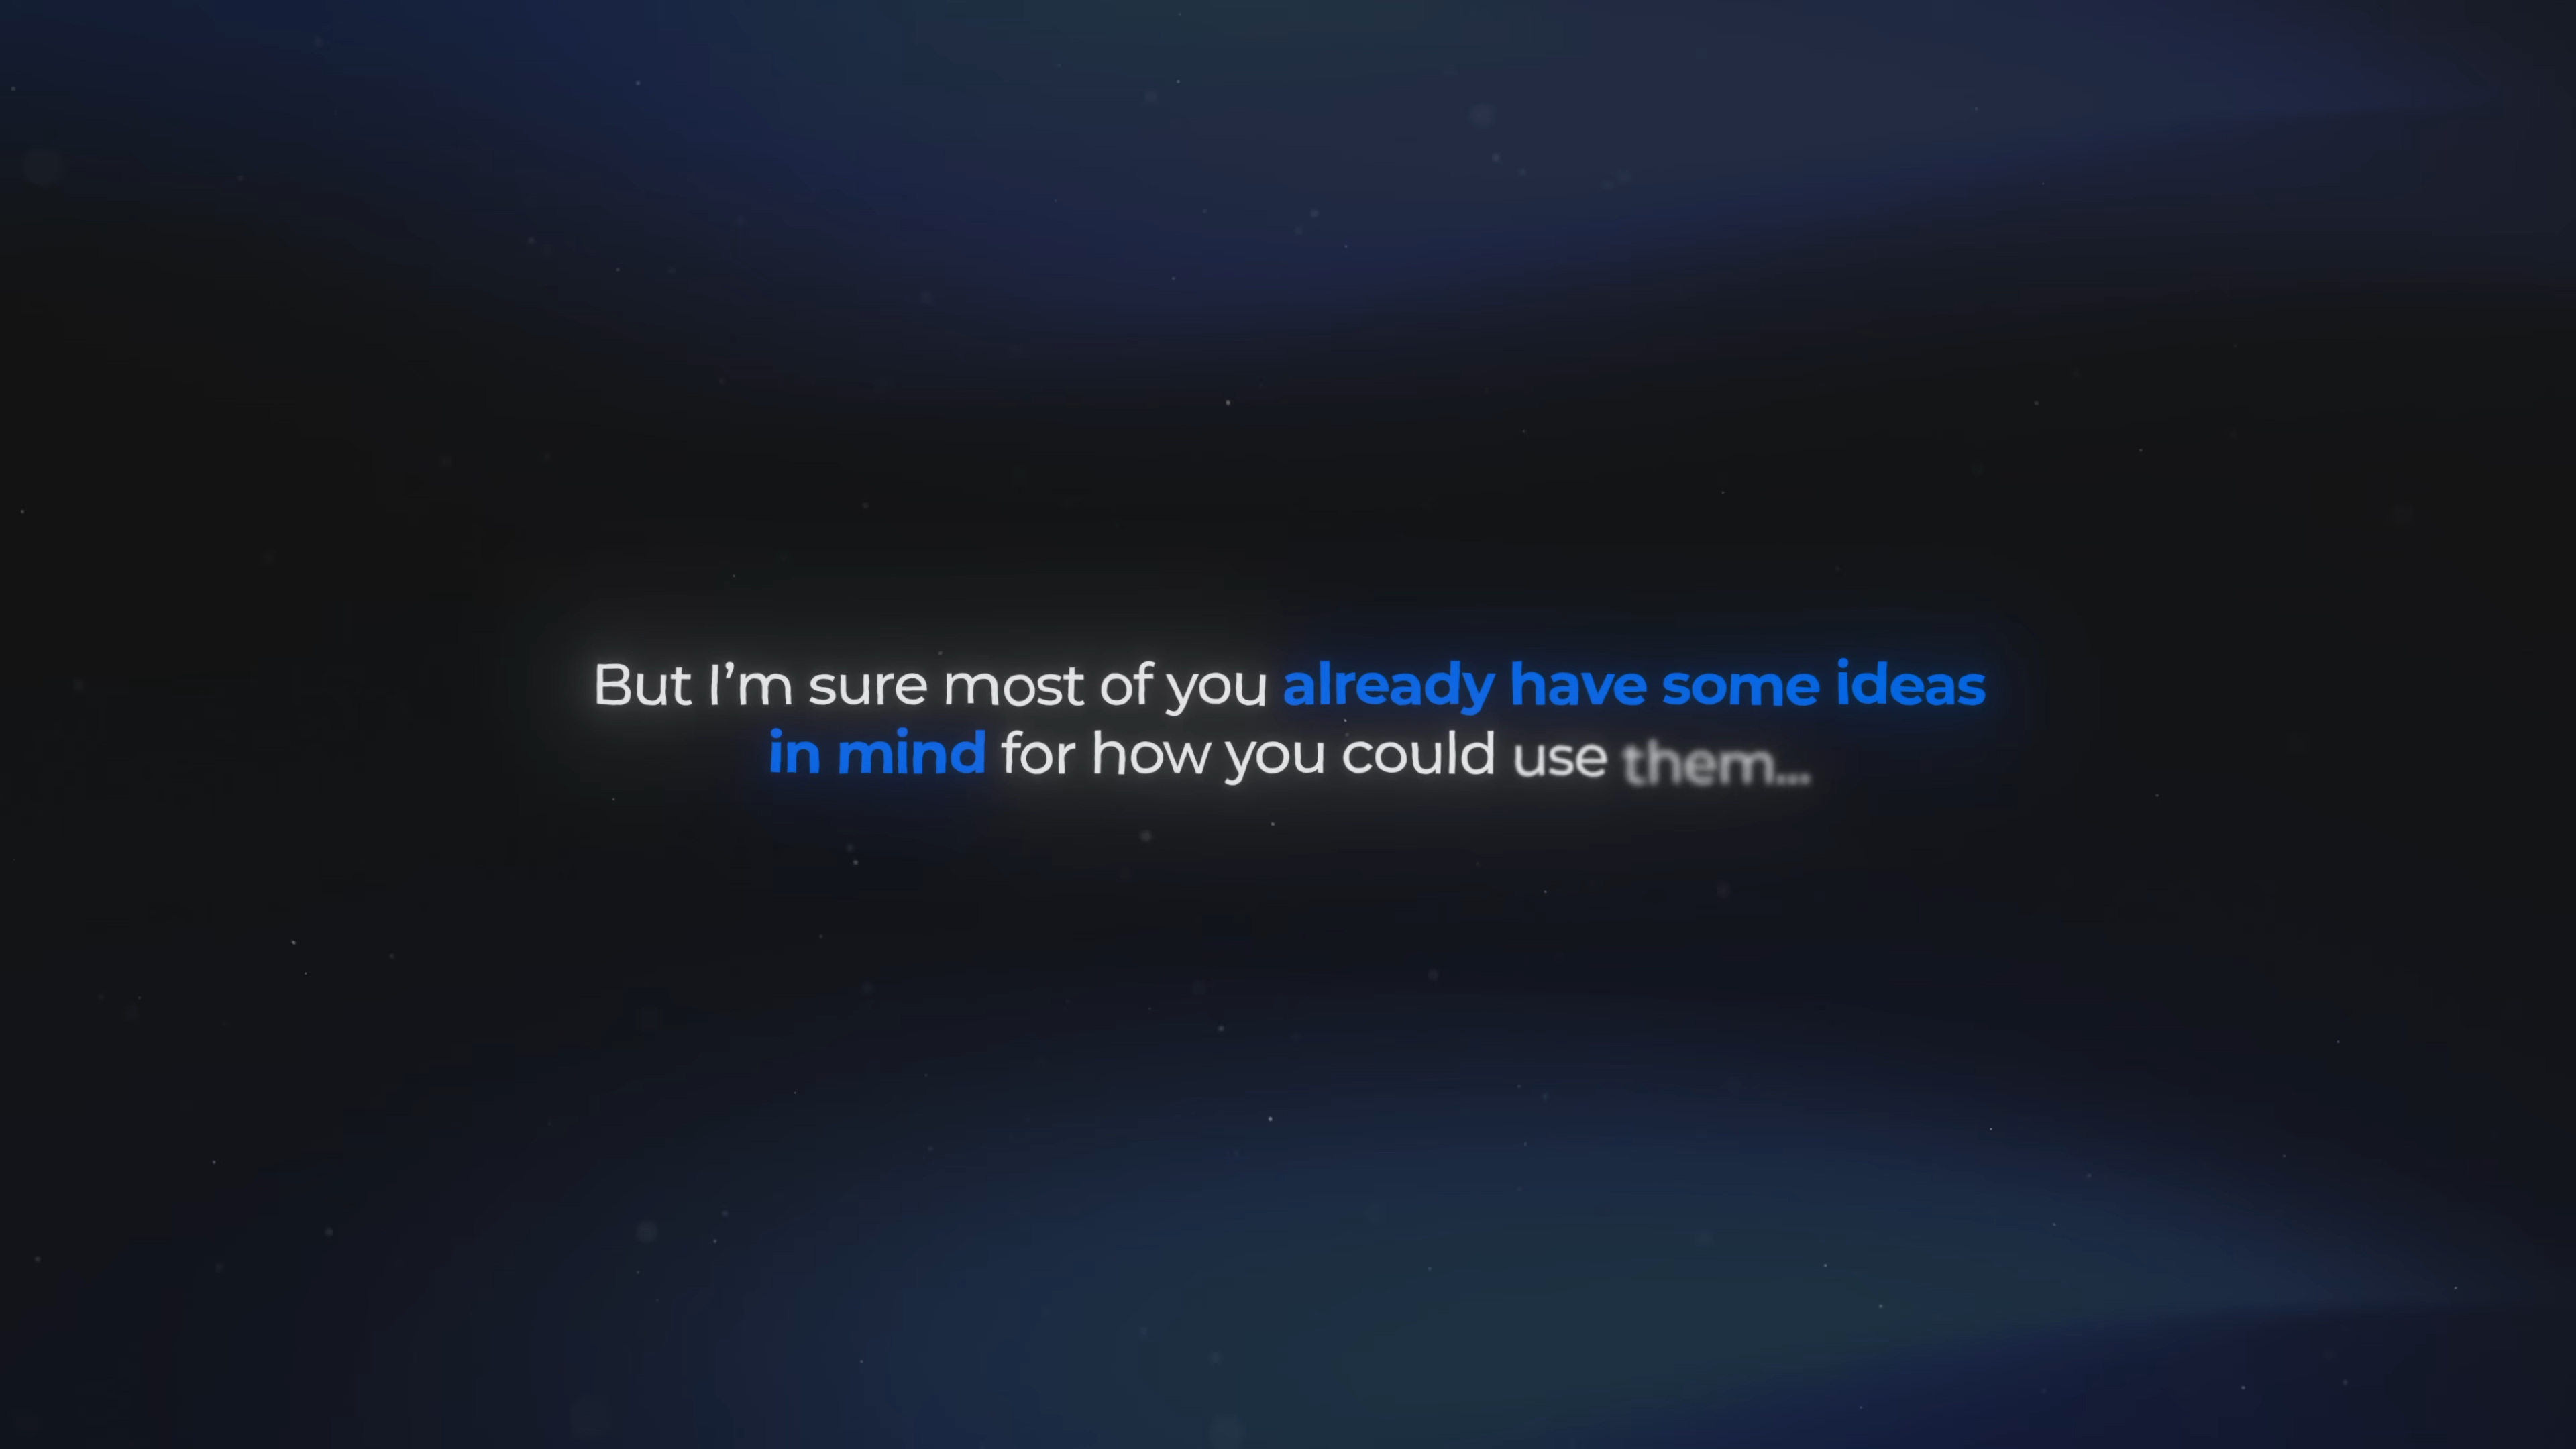 But I’m sure most of you already have some ideas
in mind for how you could use them...